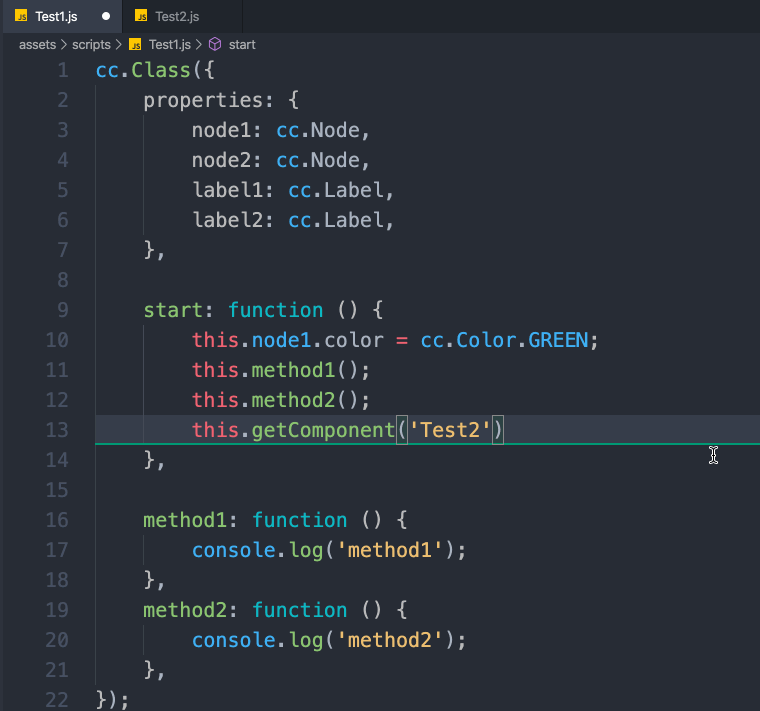 JS Test1.js ● JS Test2.js
assets > scripts > JS Test1.js > start
1 cc.Class({
2     properties: {
3         node1: cc.Node,
4         node2: cc.Node,
5         label1: cc.Label,
6         label2: cc.Label,
7     },
8
9     start: function () {
10         this.node1.color = cc.Color.GREEN;
11         this.method1();
12         this.method2();
13         this.getComponent('Test2')
14     },
15
16     method1: function () {
17         console.log('method1');
18     },
19     method2: function () {
20         console.log('method2');
21     },
22 });